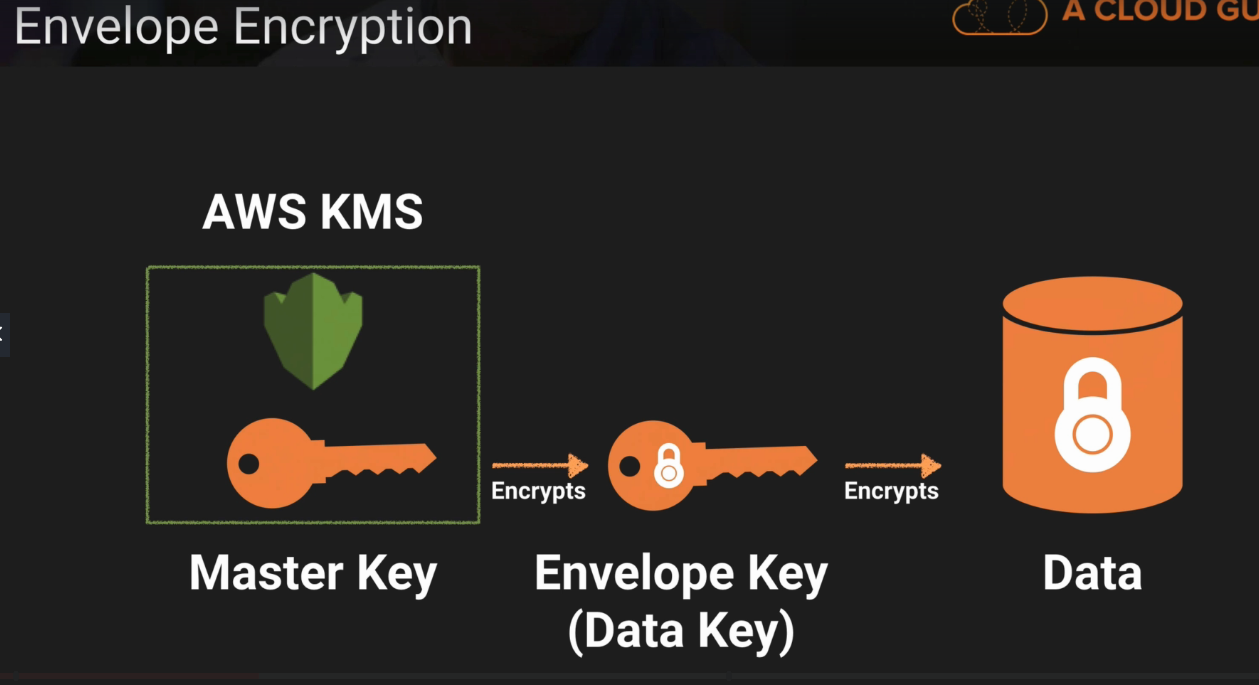 Envelope Encryption
A CLOUD GU
AWS KMS
Encrypts
Encrypts
Master Key
Envelope Key
(Data Key)
Data